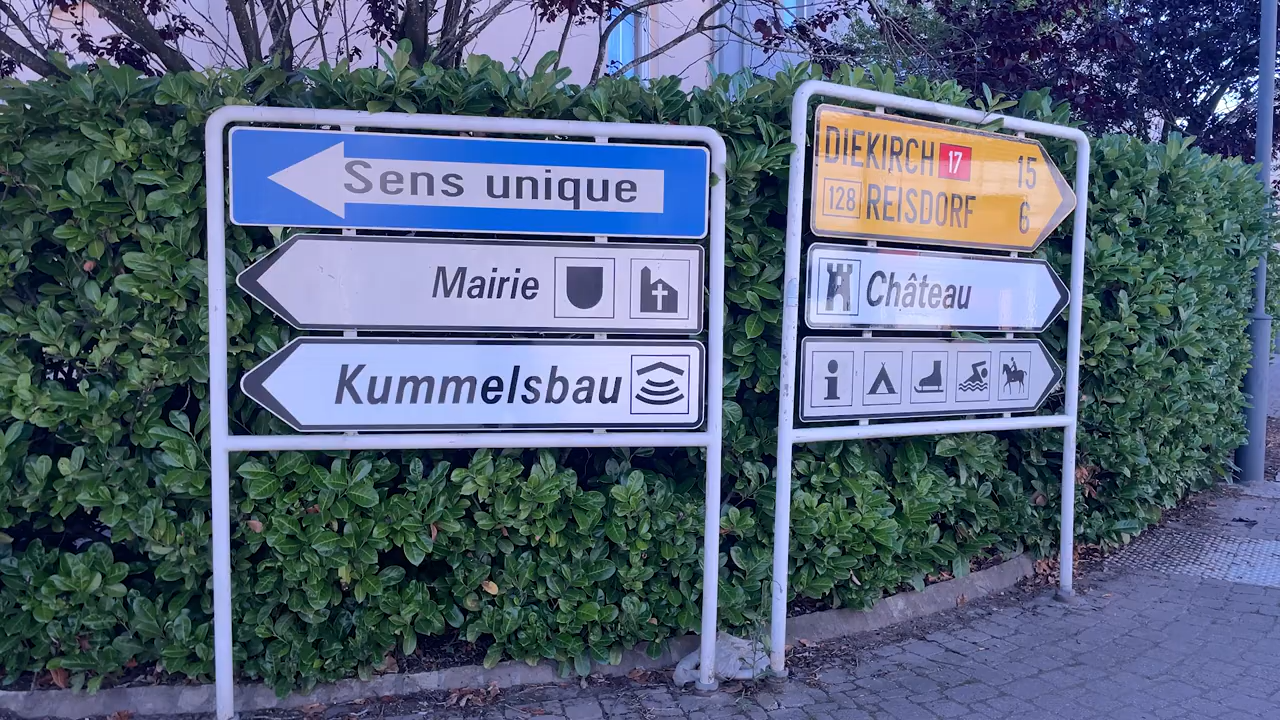 Sens unique
Mairie
Kummelsbau
DIEKIRCH 17 15
128 REISDORF 6
Château
i